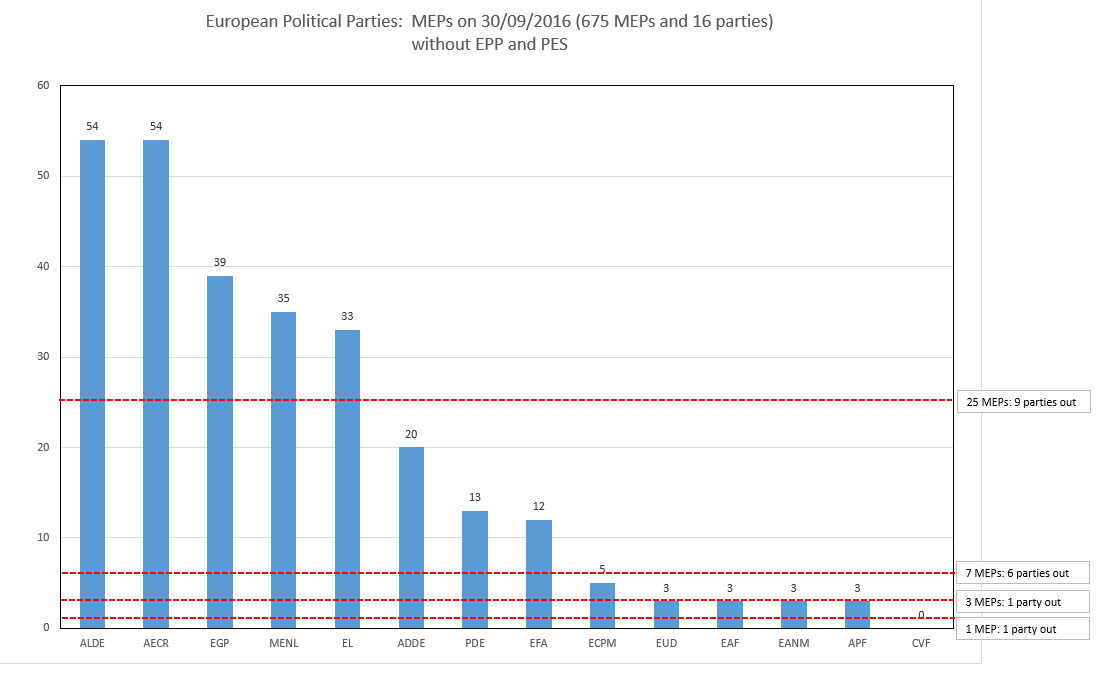 European Political Parties:  MEPs on 30/09/2016 (675 MEPs and 16 parties)
without EPP and PES
60
50
40
30
20
10
0
54
54
39
35
33
20
13
12
5
3
3
3
3
0
25 MEPs: 9 parties out
7 MEPs: 6 parties out
3 MEPs: 1 party out
1 MEP: 1 party out
ALDE
AECR
EGP
MENL
EL
ADDE
PDE
EFA
ECPM
EUD
EAF
EANM
APF
CVF